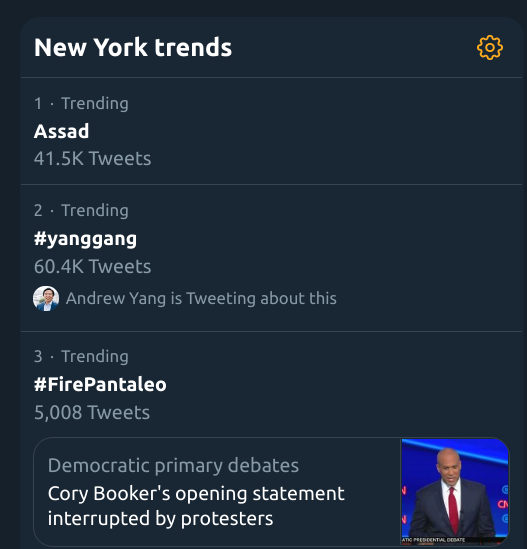 New York trends
1 · Trending
Assad
41.5K Tweets
2 · Trending
#yanggang
60.4K Tweets
Andrew Yang is Tweeting about this
3 · Trending
#FirePantaleo
5,008 Tweets
Democratic primary debates
Cory Booker's opening statement
interrupted by protesters
CN
ATIC PRESIDENTIAL DEBATE